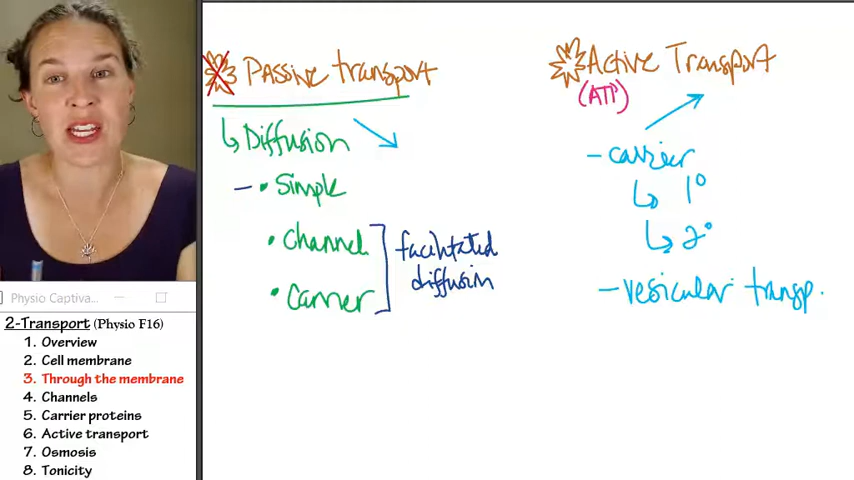 Passive transport
Diffusion
- • Simple
• Channel
• Carrier
facilitated
diffusion
Active Transport
(ATP)
- carrier
1°
2°
- vesicular transp.
Physio Captiva...
2-Transport (Physio F16)
1. Overview
2. Cell membrane
3. Through the membrane
4. Channels
5. Carrier proteins
6. Active transport
7. Osmosis
8. Tonicity